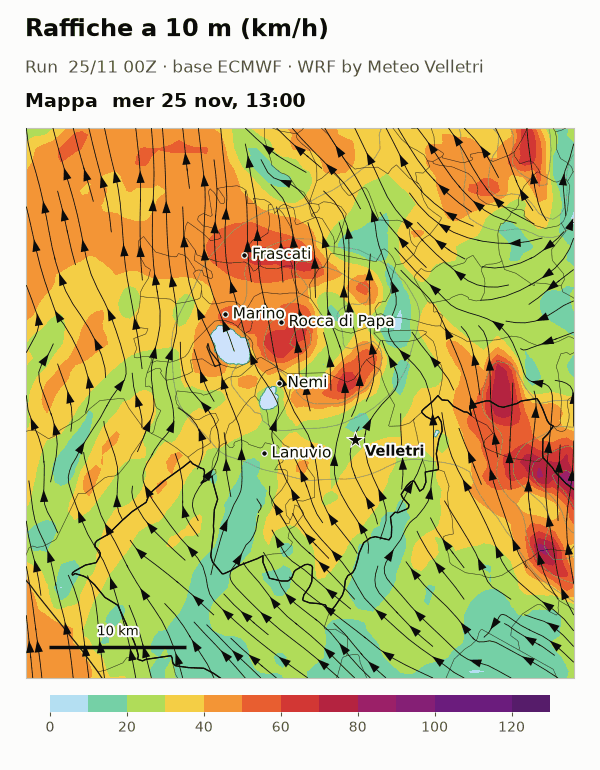 Raffiche a 10 m (km/h)
Run 25/11 00Z · base ECMWF · WRF by Meteo Velletri
Mappa mer 25 nov, 13:00
Frascati
Marino
Rocca di Papa
Nemi
Velletri
Lanuvio
10 km
0 20 40 60 80 100 120